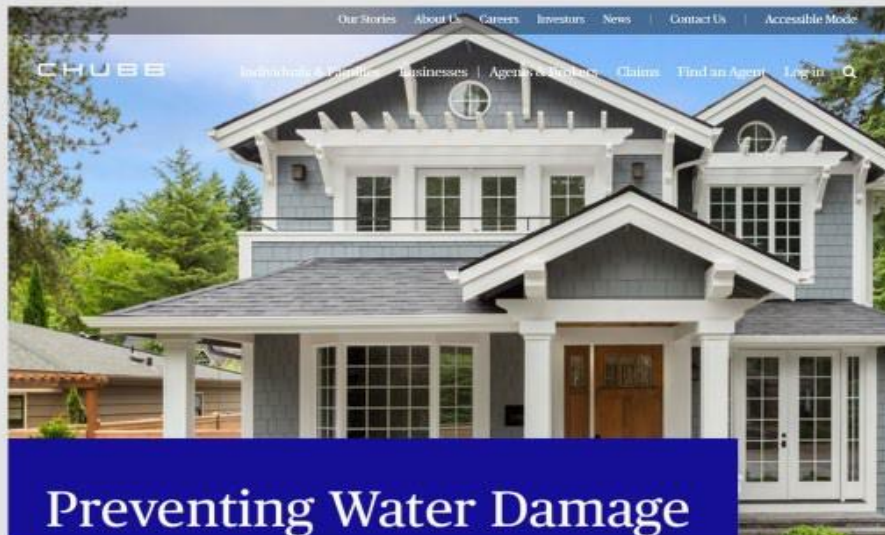 Our Stories About Us Careers Investors News | Contact Us | Accessible Mode
CHUBB
Individuals & Families Businesses | Agents & Brokers Claims Find an Agent Log in
Preventing Water Damage